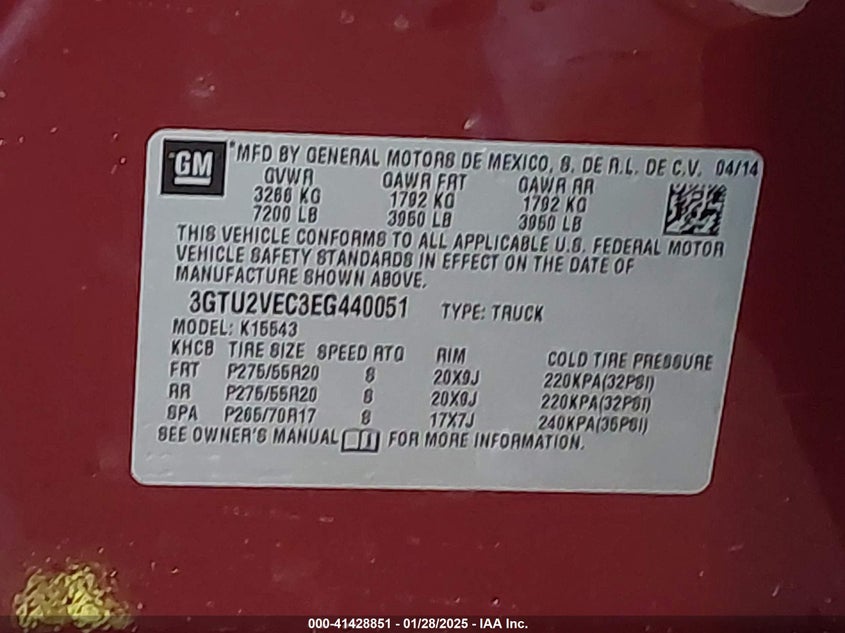 GM
*MFD BY GENERAL MOTORS DE MEXICO, S. DE R.L. DE C.V. 04/14
GVWR GAWR FRT GAWR RR
3266 KG 1792 KG 1792 KG
7200 LB 3950 LB 3950 LB
THIS VEHICLE CONFORMS TO ALL APPLICABLE U.S. FEDERAL MOTOR
VEHICLE SAFETY STANDARDS IN EFFECT ON THE DATE OF
MANUFACTURE SHOWN ABOVE.
3GTU2VEC3EG440051 TYPE: TRUCK
MODEL: K15543
KHCB TIRE SIZE SPEED RTG RIM COLD TIRE PRESSURE
FRT P275/55R20 S 20X9J 220KPA(32PSI)
RR P275/55R20 S 20X9J 220KPA(32PSI)
SPA P265/70R17 S 17X7J 240KPA(35PSI)
SEE OWNER'S MANUAL FOR MORE INFORMATION.
000-41428851 - 01/28/2025 - IAA Inc.